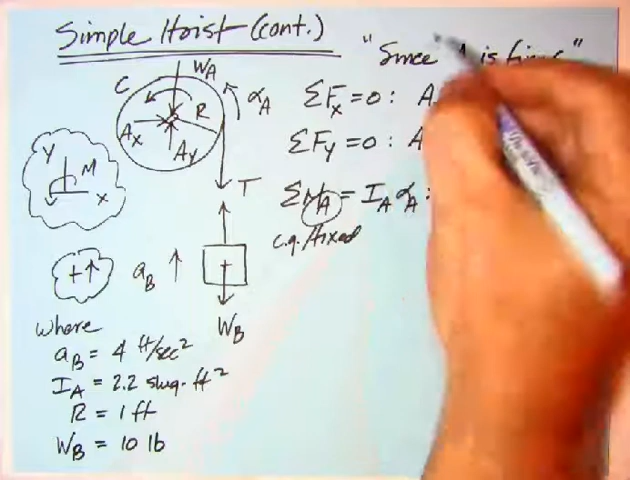 Simple Hoist (cont.)
"Since A is fixed"
C
W_A
α_A
R
A_x
A_y
ΣF_x = 0 :
ΣF_y = 0 :
ΣM_A = I_A α_A :
c.g./fixed
Y
M
x
T
+↑
a_B ↑
W_B
where
a_B = 4 ft/sec²
I_A = 2.2 slug·ft²
R = 1 ft
W_B = 10 lb